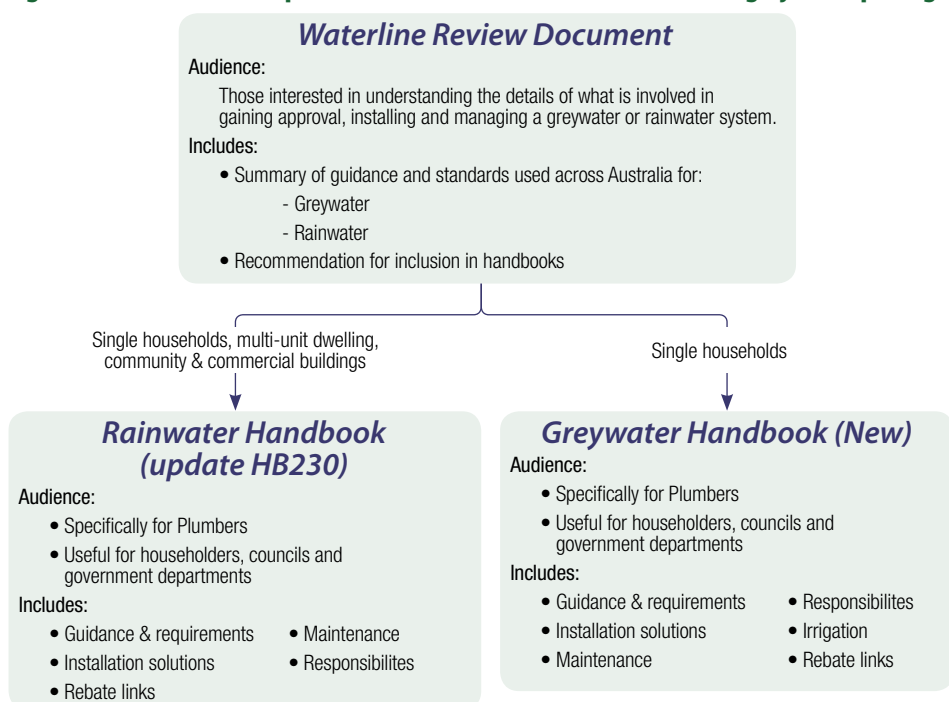 Waterline Review Document
Audience:
Those interested in understanding the details of what is involved in
gaining approval, installing and managing a greywater or rainwater system.
Includes:
• Summary of guidance and standards used across Australia for:
- Greywater
- Rainwater
• Recommendation for inclusion in handbooks
Single households, multi-unit dwelling,
community & commercial buildings
Single households
Rainwater Handbook
(update HB230)
Audience:
• Specifically for Plumbers
• Useful for householders, councils and
government departments
Includes:
• Guidance & requirements
• Installation solutions
• Rebate links
• Maintenance
• Responsibilites
Greywater Handbook (New)
Audience:
• Specifically for Plumbers
• Useful for householders, councils and
government departments
Includes:
• Guidance & requirements
• Installation solutions
• Maintenance
• Responsibilites
• Irrigation
• Rebate links